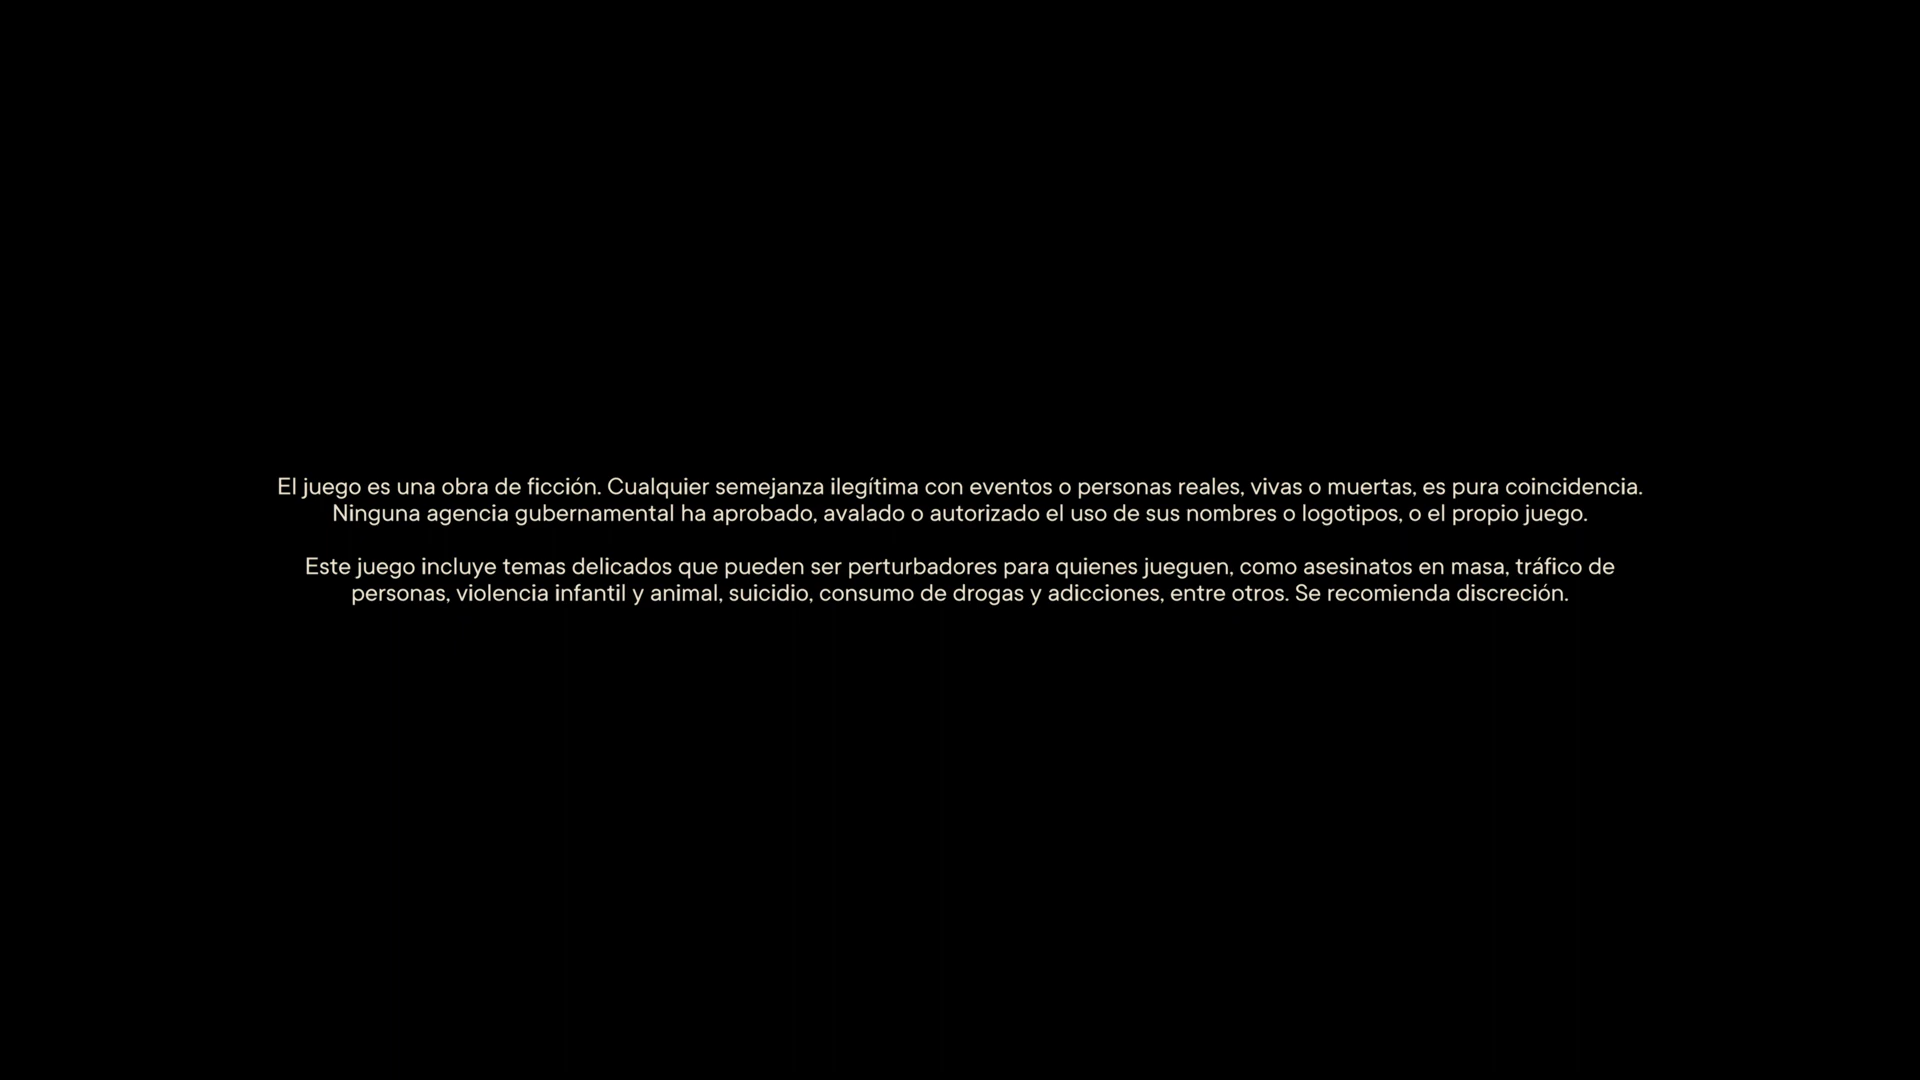 El juego es una obra de ficción. Cualquier semejanza ilegítima con eventos o personas reales, vivas o muertas, es pura coincidencia.
Ninguna agencia gubernamental ha aprobado, avalado o autorizado el uso de sus nombres o logotipos, o el propio juego.
Este juego incluye temas delicados que pueden ser perturbadores para quienes jueguen, como asesinatos en masa, tráfico de
personas, violencia infantil y animal, suicidio, consumo de drogas y adicciones, entre otros. Se recomienda discreción.